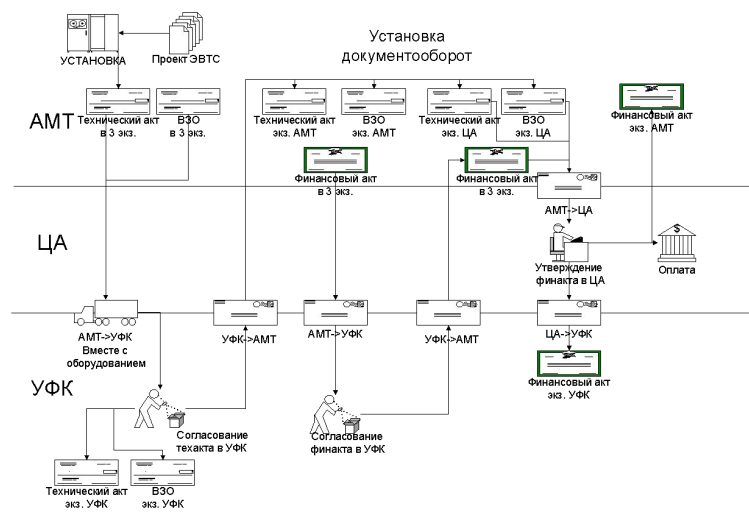 Установка
документооборот
УСТАНОВКА
Проект ЭВТС
АМТ
Технический акт
в 3 экз.
ВЗО
в 3 экз.
Технический акт
экз. АМТ
ВЗО
экз. АМТ
Технический акт
экз. ЦА
ВЗО
экз. ЦА
Финансовый акт
экз. АМТ
Финансовый акт
в 3 экз.
Финансовый акт
в 3 экз.
АМТ->ЦА
ЦА
Утверждение
финакта в ЦА
$
Оплата
АМТ->УФК
Вместе с
оборудованием
УФК->АМТ
АМТ->УФК
УФК->АМТ
ЦА->УФК
УФК
Финансовый акт
экз. УФК
Согласование
техакта в УФК
Согласование
финакта в УФК
Технический акт
экз. УФК
ВЗО
экз. УФК